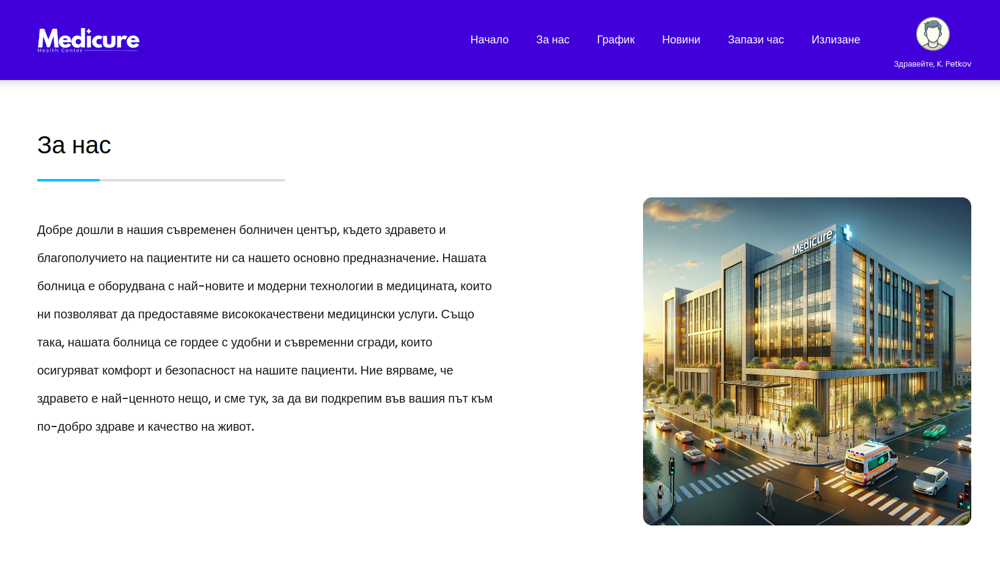 Medicure
Health Center
Начало
За нас
График
Новини
Запази час
Излизане
Здравейте, K. Petkov
За нас
Добре дошли в нашия съвременен болничен център, където здравето и
благополучието на пациентите ни са нашето основно предназначение. Нашата
болница е оборудвана с най-новите и модерни технологии в медицината, които
ни позволяват да предоставяме висококачествени медицински услуги. Също
така, нашата болница се гордее с удобни и съвременни сгради, които
осигуряват комфорт и безопасност на нашите пациенти. Ние вярваме, че
здравето е най-ценното нещо, и сме тук, за да ви подкрепим във вашия път към
по-добро здраве и качество на живот.
Medicure